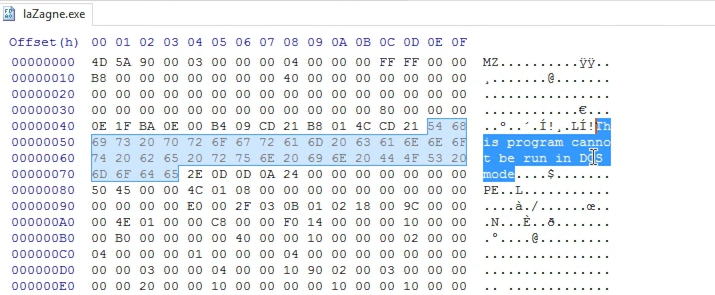 laZagne.exe
Offset(h) 00 01 02 03 04 05 06 07 08 09 0A 0B 0C 0D 0E 0F
00000000 4D 5A 90 00 03 00 00 00 04 00 00 00 FF FF 00 00 MZ..........ÿÿ..
00000010 B8 00 00 00 00 00 00 00 40 00 00 00 00 00 00 00 ¸.......@.......
00000020 00 00 00 00 00 00 00 00 00 00 00 00 00 00 00 00 ................
00000030 00 00 00 00 00 00 00 00 00 00 00 00 80 00 00 00 ............€...
00000040 0E 1F BA 0E 00 B4 09 CD 21 B8 01 4C CD 21 54 68 ..º..´.Í!¸.LÍ!Th
00000050 69 73 20 70 72 6F 67 72 61 6D 20 63 61 6E 6E 6F is program canno
00000060 74 20 62 65 20 72 75 6E 20 69 6E 20 44 4F 53 20 t be run in DOS
00000070 6D 6F 64 65 2E 0D 0D 0A 24 00 00 00 00 00 00 00 mode....$.......
00000080 50 45 00 00 4C 01 08 00 00 00 00 00 00 00 00 00 PE..L...........
00000090 00 00 00 00 E0 00 2F 03 0B 01 02 18 00 9C 00 00 ....à./......œ..
000000A0 00 4E 01 00 00 C8 00 00 F0 14 00 00 00 10 00 00 .N...È..ð.......
000000B0 00 B0 00 00 00 00 40 00 00 10 00 00 00 02 00 00 .°....@.........
000000C0 04 00 00 00 01 00 00 00 04 00 00 00 00 00 00 00 ................
000000D0 00 00 03 00 00 04 00 00 10 90 02 00 03 00 00 00 ................
000000E0 00 00 20 00 00 10 00 00 00 00 10 00 00 10 00 00 .. .............